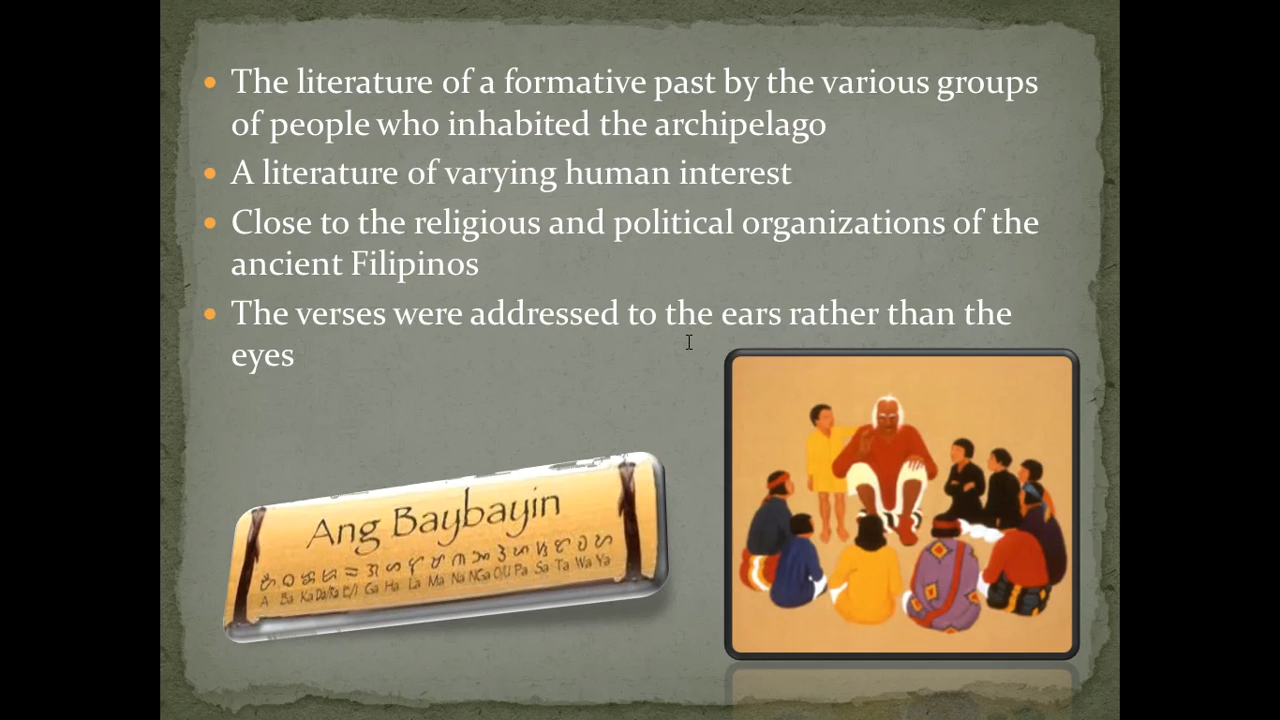 The literature of a formative past by the various groups
of people who inhabited the archipelago
A literature of varying human interest
Close to the religious and political organizations of the
ancient Filipinos
The verses were addressed to the ears rather than the
eyes
Ang Baybayin
A Ba Ka Da/Ra E/I Ga Ha La Ma Na NGa O/U Pa Sa Ta Wa Ya